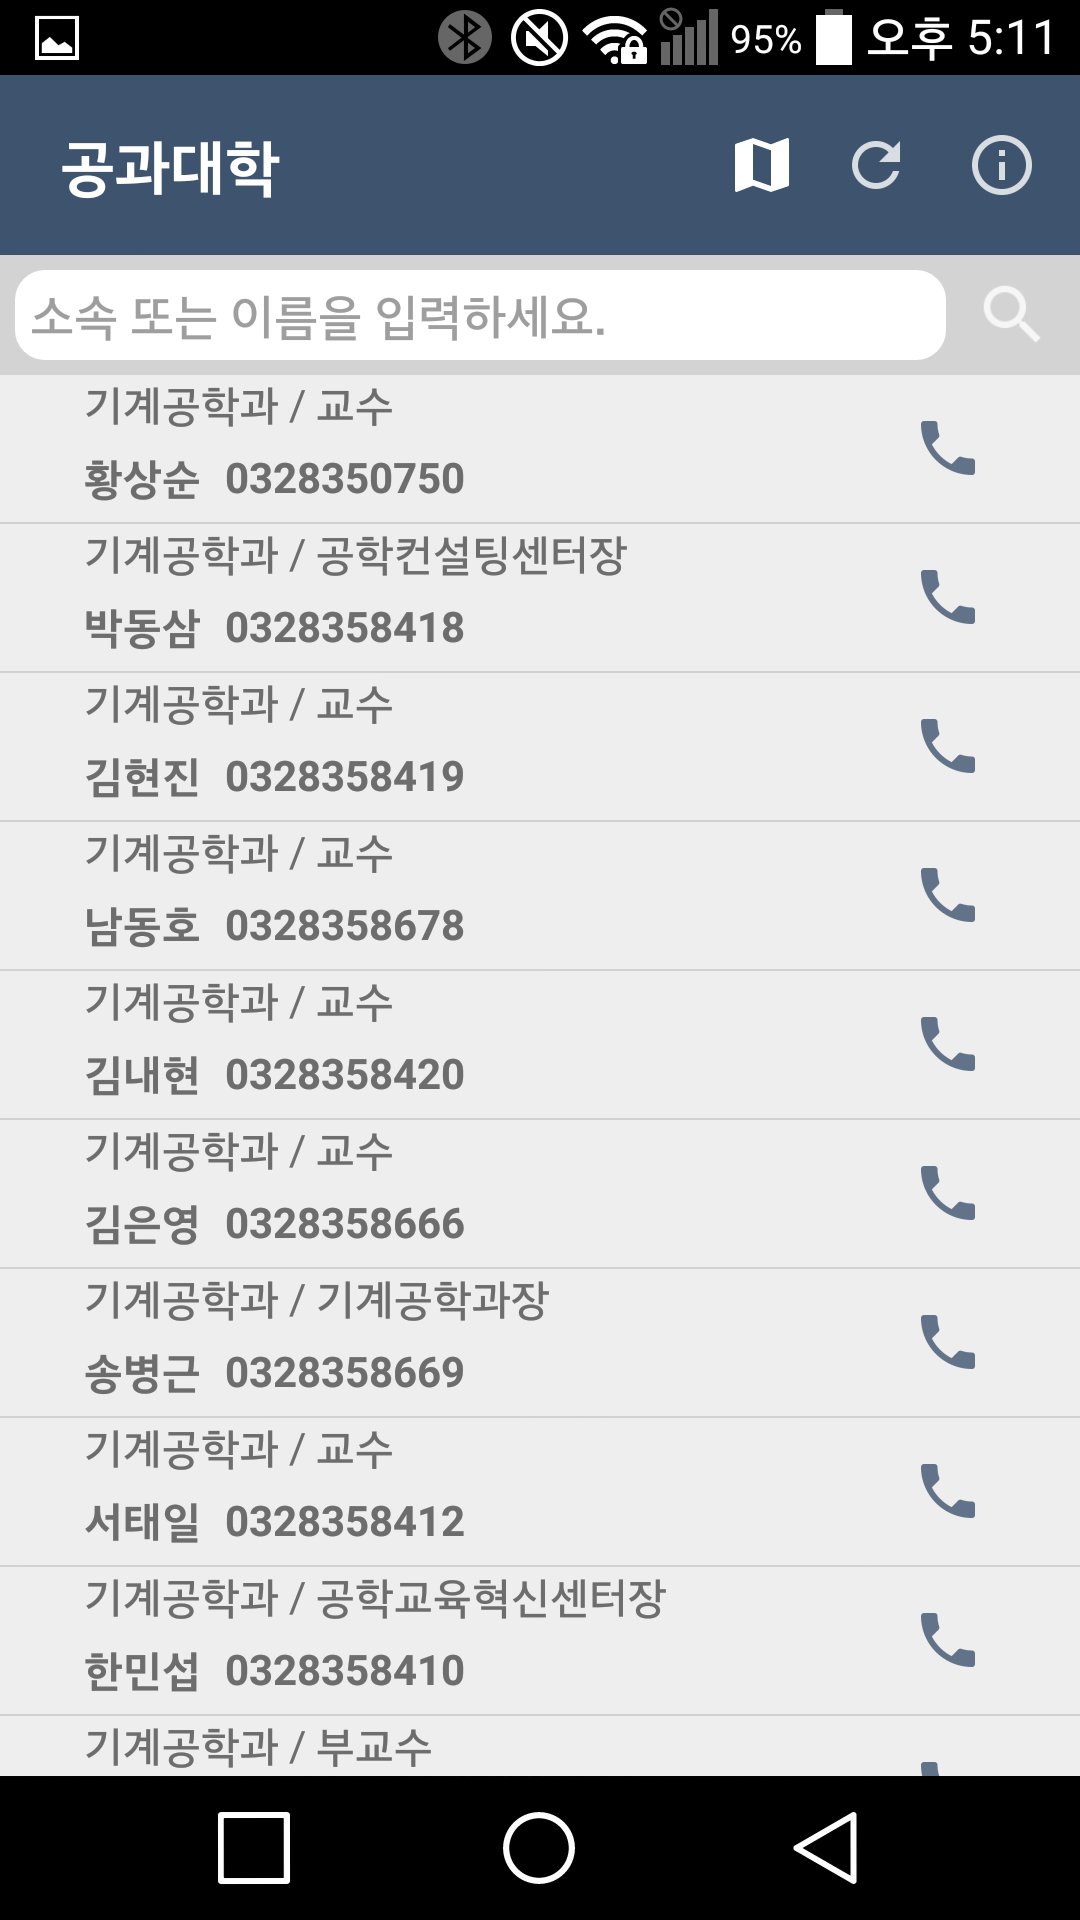 95% 오후 5:11
공과대학
소속 또는 이름을 입력하세요.
기계공학과 / 교수
황상순 0328350750
기계공학과 / 공학컨설팅센터장
박동삼 0328358418
기계공학과 / 교수
김현진 0328358419
기계공학과 / 교수
남동호 0328358678
기계공학과 / 교수
김내현 0328358420
기계공학과 / 교수
김은영 0328358666
기계공학과 / 기계공학과장
송병근 0328358669
기계공학과 / 교수
서태일 0328358412
기계공학과 / 공학교육혁신센터장
한민섭 0328358410
기계공학과 / 부교수